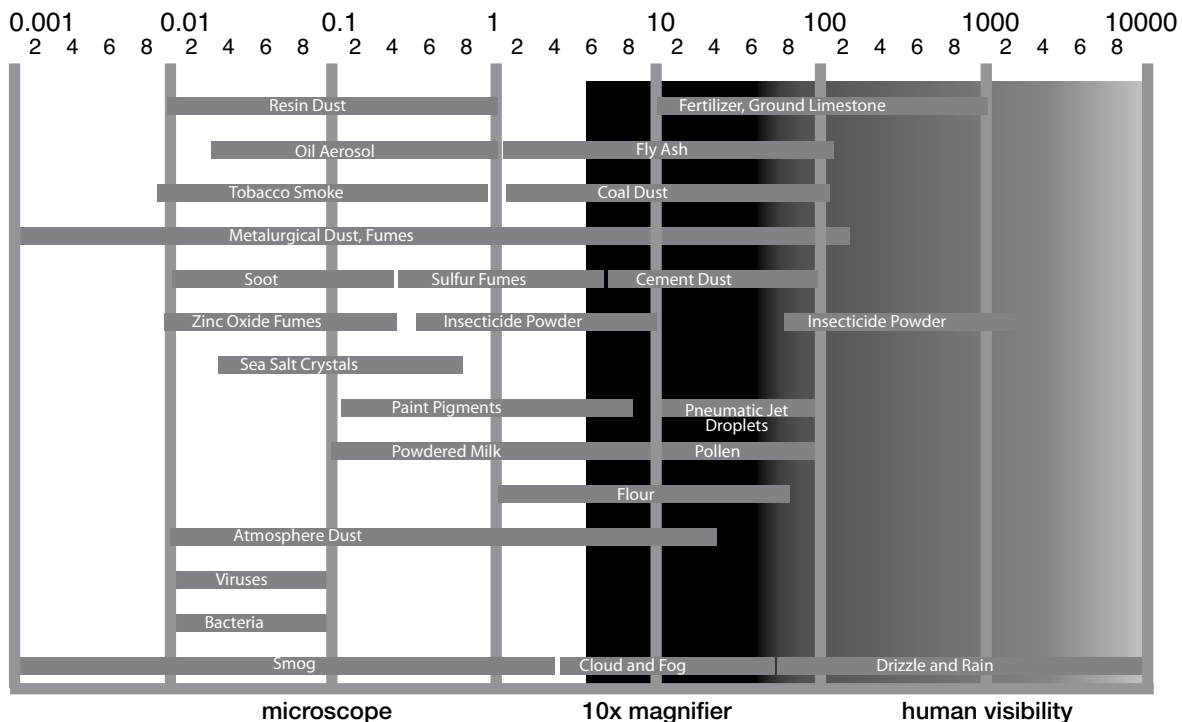 0.001 0.01 0.1 1 10 100 1000 10000
2 4 6 8 2 4 6 8 2 4 6 8 2 4 6 8 2 4 6 8 2 4 6 8 2 4 6 8
Resin Dust Fertilizer, Ground Limestone
Oil Aerosol Fly Ash
Tobacco Smoke Coal Dust
Metalurgical Dust, Fumes
Soot Sulfur Fumes Cement Dust
Zinc Oxide Fumes Insecticide Powder Insecticide Powder
Sea Salt Crystals
Paint Pigments Pneumatic Jet
Droplets
Powdered Milk Pollen
Flour
Atmosphere Dust
Viruses
Bacteria
Smog Cloud and Fog Drizzle and Rain
microscope 10x magnifier human visibility